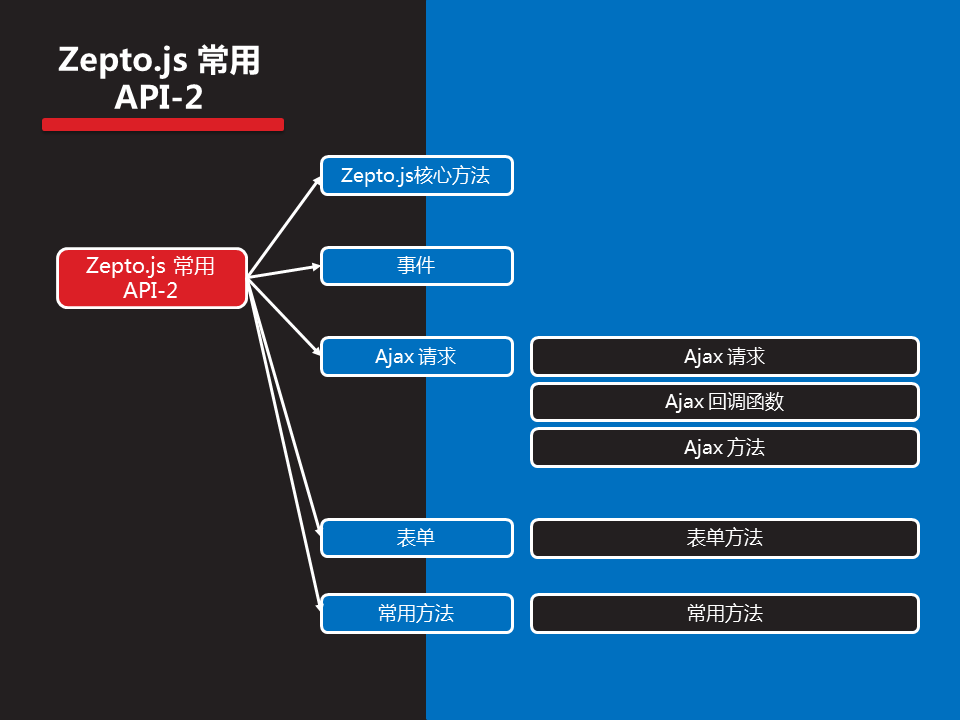 Zepto.js 常用
API-2
Zepto.js核心方法
Zepto.js 常用
API-2
事件
Ajax 请求
Ajax 请求
Ajax 回调函数
Ajax 方法
表单
表单方法
常用方法
常用方法